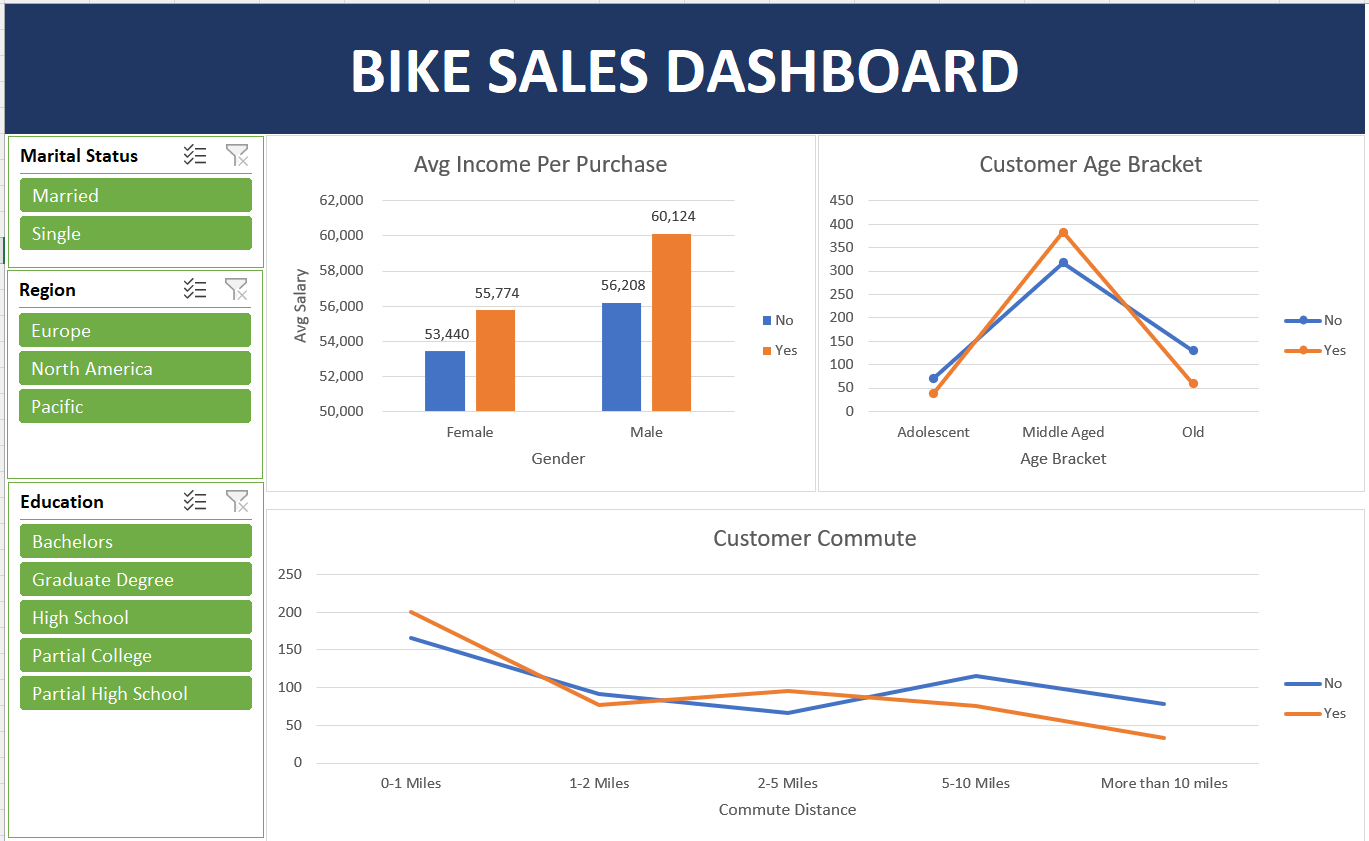 BIKE SALES DASHBOARD
Marital Status
Married
Single
Region
Europe
North America
Pacific
Education
Bachelors
Graduate Degree
High School
Partial College
Partial High School
Avg Income Per Purchase
Avg Salary
62,000
60,000
58,000
56,000
54,000
52,000
50,000
53,440
55,774
56,208
60,124
Female
Male
Gender
No
Yes
Customer Age Bracket
450
400
350
300
250
200
150
100
50
0
Adolescent
Middle Aged
Old
Age Bracket
No
Yes
Customer Commute
250
200
150
100
50
0
0-1 Miles
1-2 Miles
2-5 Miles
5-10 Miles
More than 10 miles
Commute Distance
No
Yes